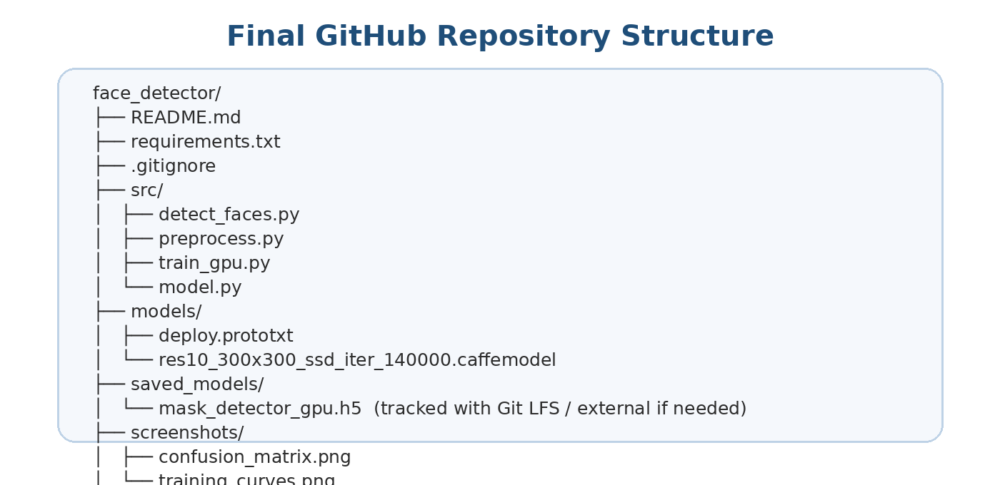 Final GitHub Repository Structure
face_detector/
├── README.md
├── requirements.txt
├── .gitignore
├── src/
│   ├── detect_faces.py
│   ├── preprocess.py
│   ├── train_gpu.py
│   └── model.py
├── models/
│   ├── deploy.prototxt
│   └── res10_300x300_ssd_iter_140000.caffemodel
├── saved_models/
│   └── mask_detector_gpu.h5  (tracked with Git LFS / external if needed)
├── screenshots/
│   ├── confusion_matrix.png
│   └── training_curves.png